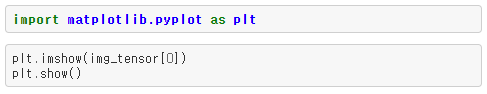 import matplotlib.pyplot as plt
plt.imshow(img_tensor[0])
plt.show()